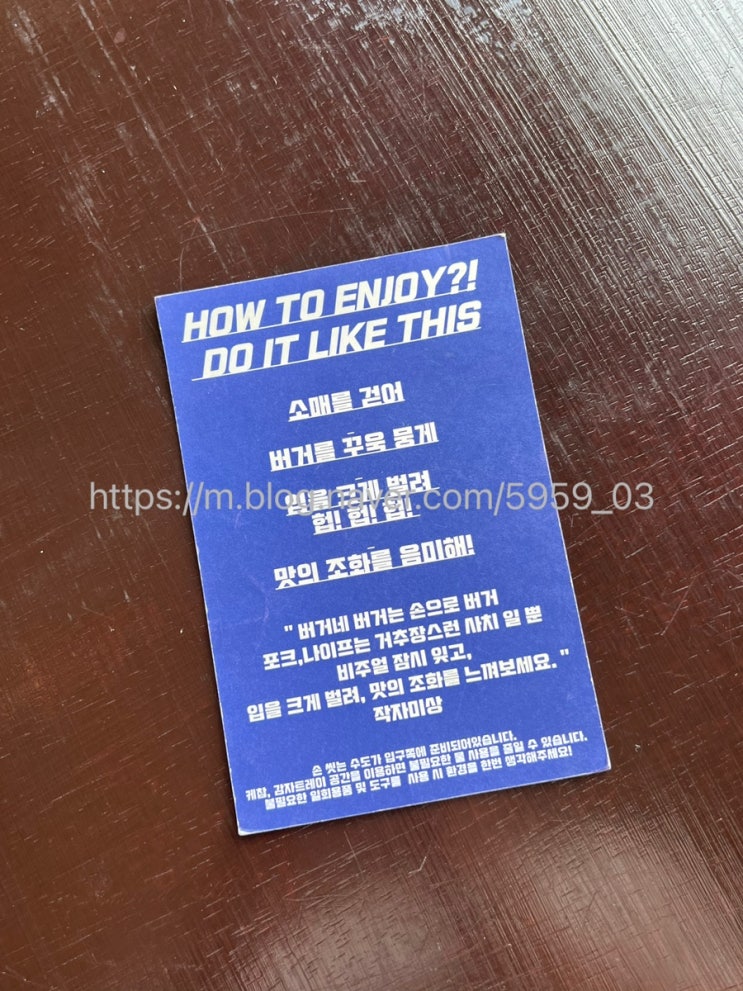 HOW TO ENJOY?!
DO IT LIKE THIS
소매를 걷어
버거를 꾸욱 뭉게
입을 크게 벌려
헙! 헙! 헙!
https://m.blog.naver.com/5959_03
맛의 조화를 음미해!
" 버거네 버거는 손으로 버거
포크,나이프는 거추장스런 사치 일 뿐
비주얼 잠시 잊고,
입을 크게 벌려, 맛의 조화를 느껴보세요. "
작자미상
손 씻는 수도가 입구쪽에 준비되어있습니다.
케찹, 감자트레이 공간을 이용하면 불필요한 물 사용을 줄일 수 있습니다.
불필요한 일회용품 및 도구를 사용 시 환경을 한번 생각해주세요!